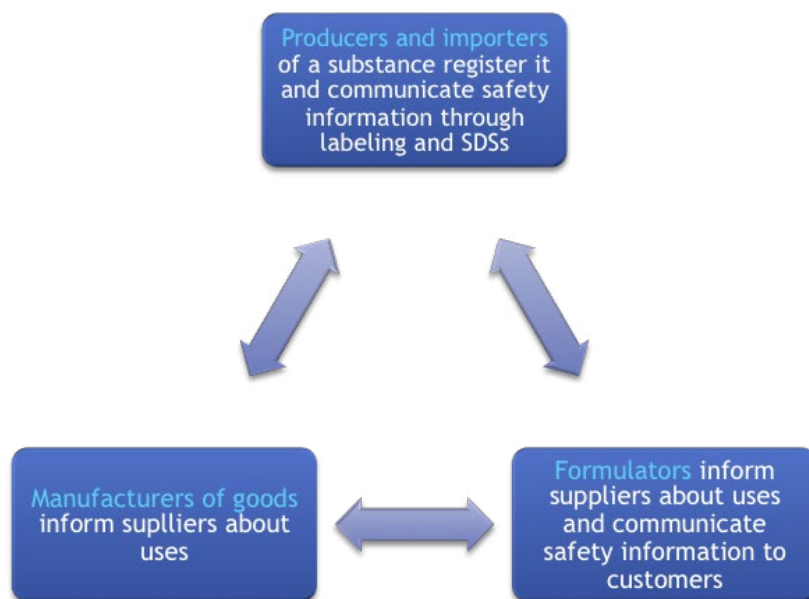 Producers and importers
of a substance register it
and communicate safety
information through
labeling and SDSs
Manufacturers of goods
inform suplliers about
uses
Formulators inform
suppliers about uses
and communicate
safety information to
customers